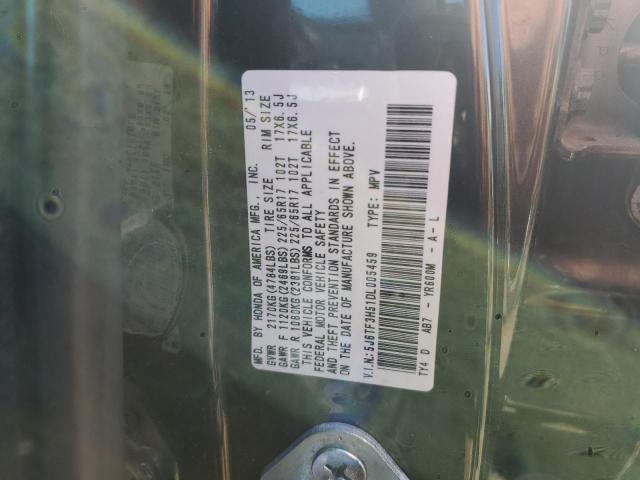 MFD. BY HONDA OF AMERICA MFG., INC. 05/'13
GVWR 2170KG(4784LBS) TIRE SIZE RIM SIZE
GAWR F 1120KG(2469LBS) 225/65R17 102T 17X6.5J
GAWR R 1080KG(2381LBS) 225/65R17 102T 17X6.5J
THIS VEHICLE CONFORMS TO ALL APPLICABLE
FEDERAL MOTOR VEHICLE SAFETY
AND THEFT PREVENTION STANDARDS IN EFFECT
ON THE DATE OF MANUFACTURE SHOWN ABOVE.
V.I.N.: 5J6TF3H51DL005459 TYPE: MPV
TY4 D AB7 - YR600M - A - L